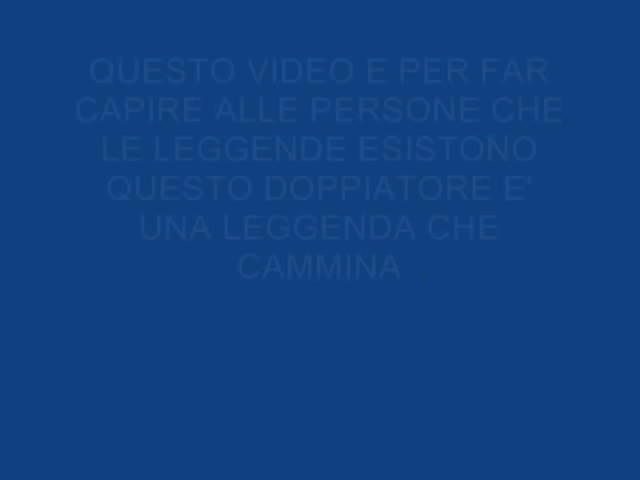 QUESTO VIDEO E PER FAR
CAPIRE ALLE PERSONE CHE
LE LEGGENDE ESISTONO
QUESTO DOPPIATORE E'
UNA LEGGENDA CHE
CAMMINA